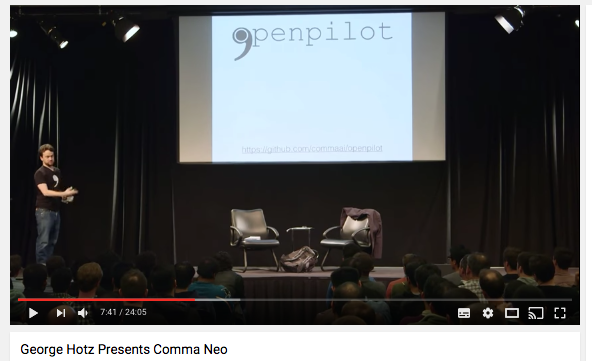 openpilot
https://github.com/commaai/openpilot
7:41 / 24:05
George Hotz Presents Comma Neo